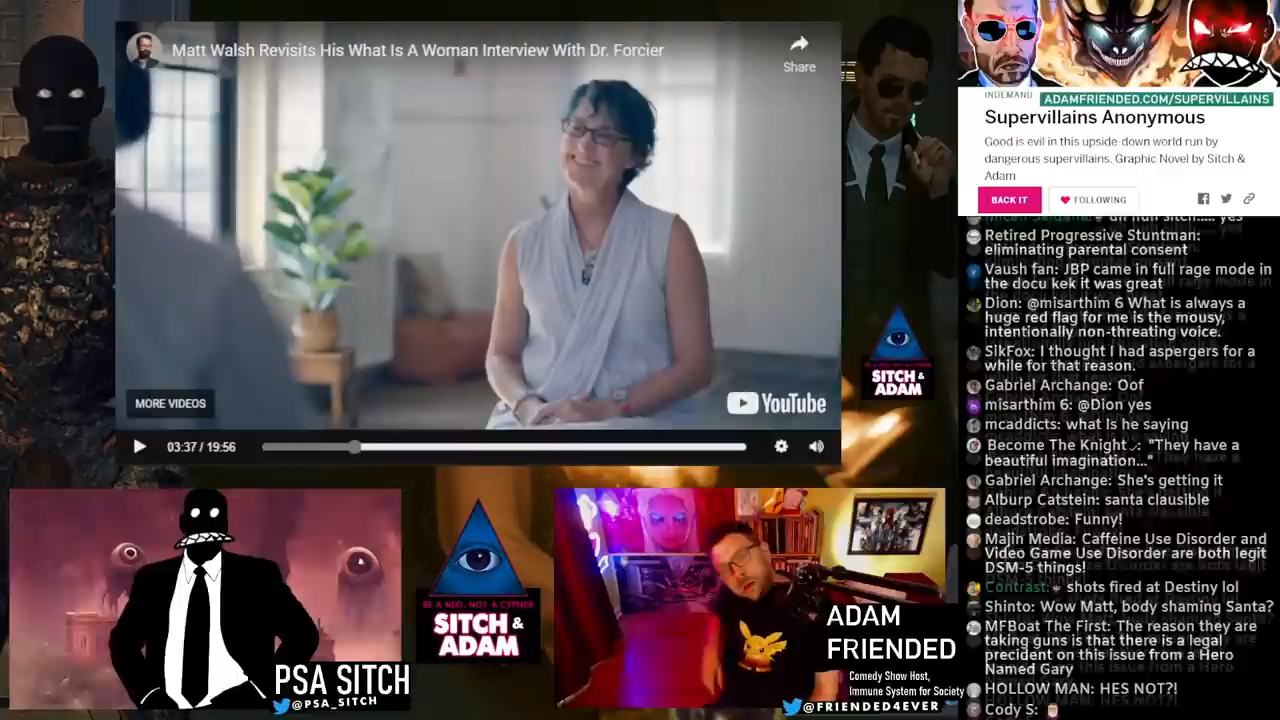 Matt Walsh Revisits His What Is A Woman Interview With Dr. Forcier
Share
MORE VIDEOS
YouTube
03:37 / 19:56
SITCH &
ADAM
BE A NEO, NOT A CYPHER
SITCH &
ADAM
PSA SITCH
@PSA_SITCH
ADAM
FRIENDED
Comedy Show Host,
Immune System for Society
@FRIENDED4EVER
INDEMAND
ADAMFRIENDED.COM/SUPERVILLAINS
Supervillains Anonymous
Good is evil in this upside-down world run by
dangerous supervillains. Graphic Novel by Sitch &
Adam
BACK IT
FOLLOWING
Retired Progressive Stuntman:
eliminating parental consent
Vaush fan: JBP came in full rage mode in
the docu kek it was great
Dion: @misarthim 6 What is always a
huge red flag for me is the mousy,
intentionally non-threating voice.
SikFox: I thought I had aspergers for a
while for that reason.
Gabriel Archange: Oof
misarthim 6: @Dion yes
mcaddicts: what Is he saying
Become The Knight : "They have a
beautiful imagination..."
Gabriel Archange: She's getting it
Alburp Catstein: santa clausible
deadstrobe: Funny!
Majin Media: Caffeine Use Disorder and
Video Game Use Disorder are both legit
DSM-5 things!
Contrast: shots fired at Destiny lol
Shinto: Wow Matt, body shaming Santa?
MFBoat The First: The reason they are
taking guns is that there is a legal
precident on this issue from a Hero
Named Gary
HOLLOW MAN: HES NOT?!
Cody S: